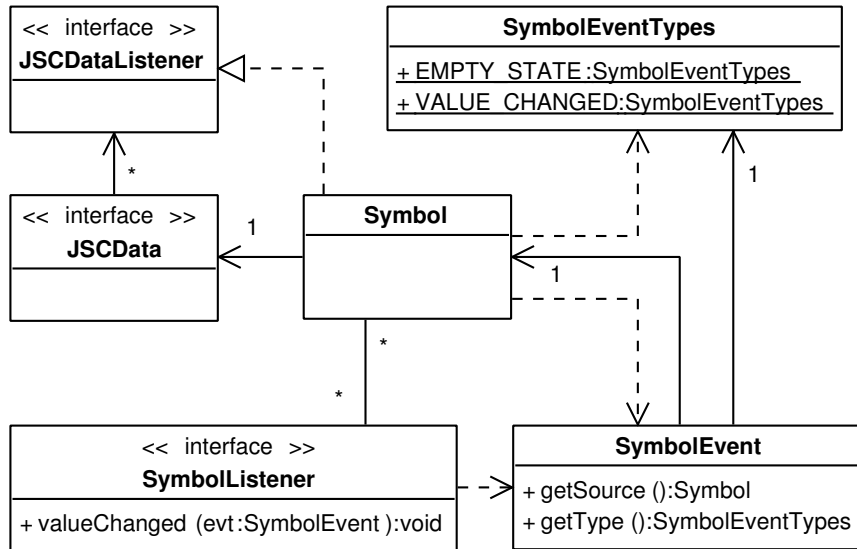 << interface >>
JSCDataListener
SymbolEventTypes
+ EMPTY_STATE :SymbolEventTypes
+ VALUE_CHANGED:SymbolEventTypes
*
1
<< interface >>
JSCData
1
Symbol
1
*
*
<< interface >>
SymbolListener
+ valueChanged (evt:SymbolEvent ):void
SymbolEvent
+ getSource ():Symbol
+ getType ():SymbolEventTypes